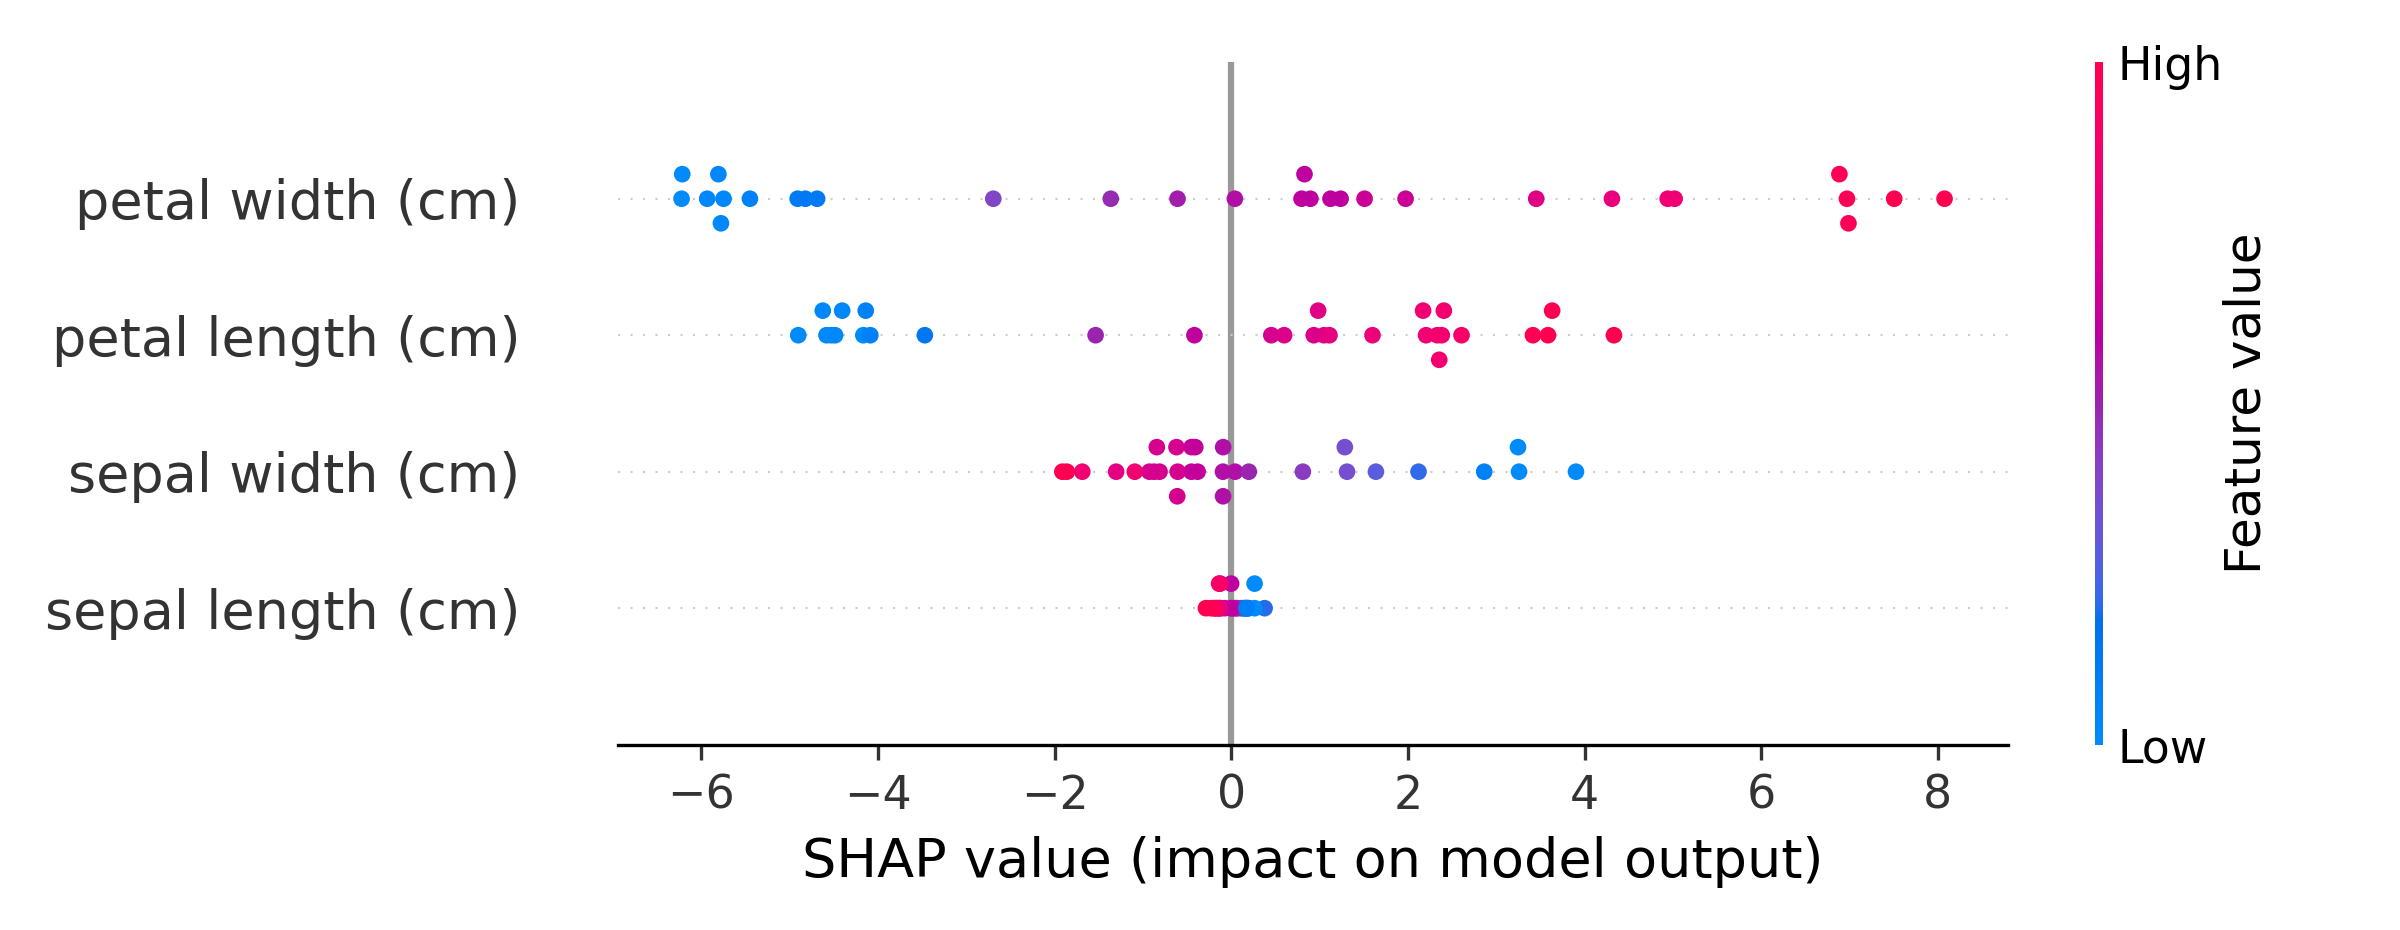 High
petal width (cm)
petal length (cm)
sepal width (cm)
sepal length (cm)
Feature value
Low
−6 −4 −2 0 2 4 6 8
SHAP value (impact on model output)